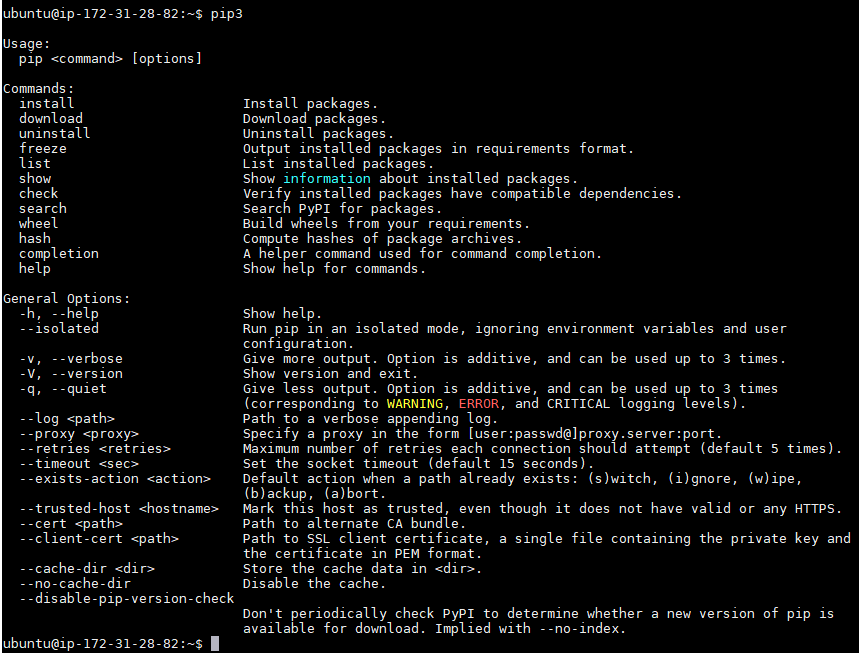 ubuntu@ip-172-31-28-82:~$ pip3

Usage:
  pip <command> [options]

Commands:
  install                     Install packages.
  download                    Download packages.
  uninstall                   Uninstall packages.
  freeze                      Output installed packages in requirements format.
  list                        List installed packages.
  show                        Show information about installed packages.
  check                       Verify installed packages have compatible dependencies.
  search                      Search PyPI for packages.
  wheel                       Build wheels from your requirements.
  hash                        Compute hashes of package archives.
  completion                  A helper command used for command completion.
  help                        Show help for commands.

General Options:
  -h, --help                  Show help.
  --isolated                  Run pip in an isolated mode, ignoring environment variables and user
                              configuration.
  -v, --verbose               Give more output. Option is additive, and can be used up to 3 times.
  -V, --version               Show version and exit.
  -q, --quiet                 Give less output. Option is additive, and can be used up to 3 times
                              (corresponding to WARNING, ERROR, and CRITICAL logging levels).
  --log <path>                Path to a verbose appending log.
  --proxy <proxy>             Specify a proxy in the form [user:passwd@]proxy.server:port.
  --retries <retries>         Maximum number of retries each connection should attempt (default 5 times).
  --timeout <sec>             Set the socket timeout (default 15 seconds).
  --exists-action <action>    Default action when a path already exists: (s)witch, (i)gnore, (w)ipe,
                              (b)ackup, (a)bort.
  --trusted-host <hostname>   Mark this host as trusted, even though it does not have valid or any HTTPS.
  --cert <path>               Path to alternate CA bundle.
  --client-cert <path>        Path to SSL client certificate, a single file containing the private key and
                              the certificate in PEM format.
  --cache-dir <dir>           Store the cache data in <dir>.
  --no-cache-dir              Disable the cache.
  --disable-pip-version-check
                              Don't periodically check PyPI to determine whether a new version of pip is
                              available for download. Implied with --no-index.
ubuntu@ip-172-31-28-82:~$